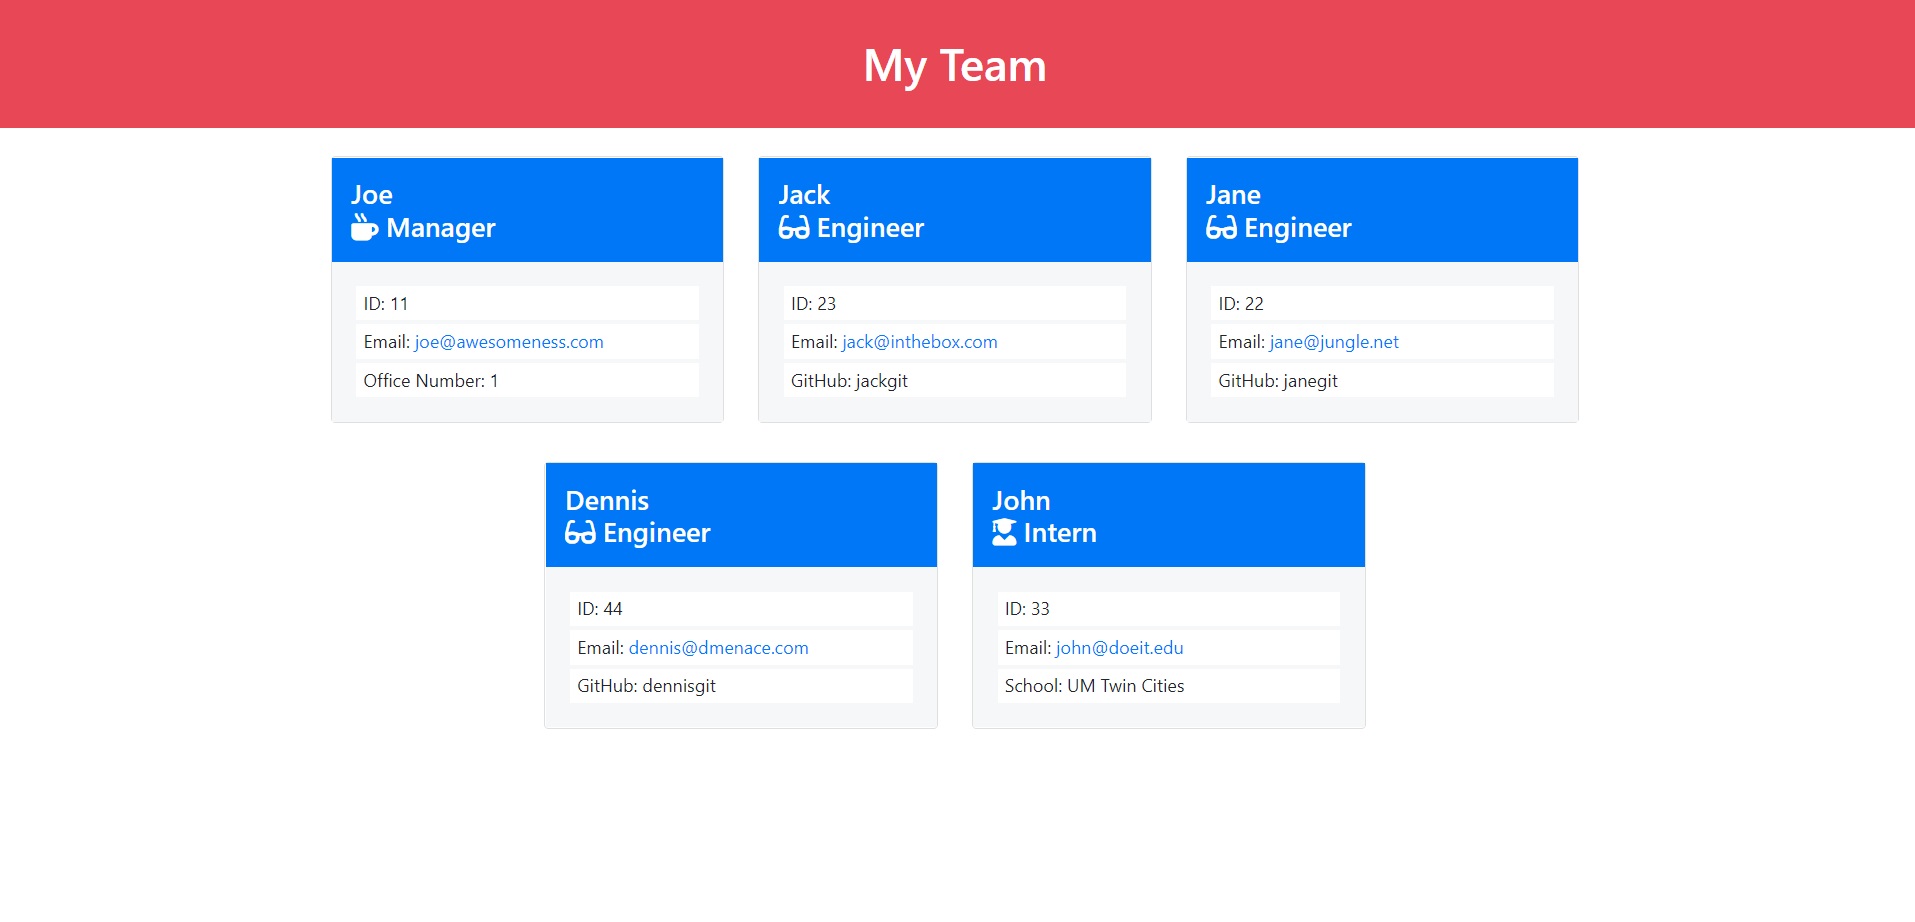 My Team
Joe
Manager
ID: 11
Email: joe@awesomeness.com
Office Number: 1
Jack
Engineer
ID: 23
Email: jack@inthebox.com
GitHub: jackgit
Jane
Engineer
ID: 22
Email: jane@jungle.net
GitHub: janegit
Dennis
Engineer
ID: 44
Email: dennis@dmenace.com
GitHub: dennisgit
John
Intern
ID: 33
Email: john@doeit.edu
School: UM Twin Cities